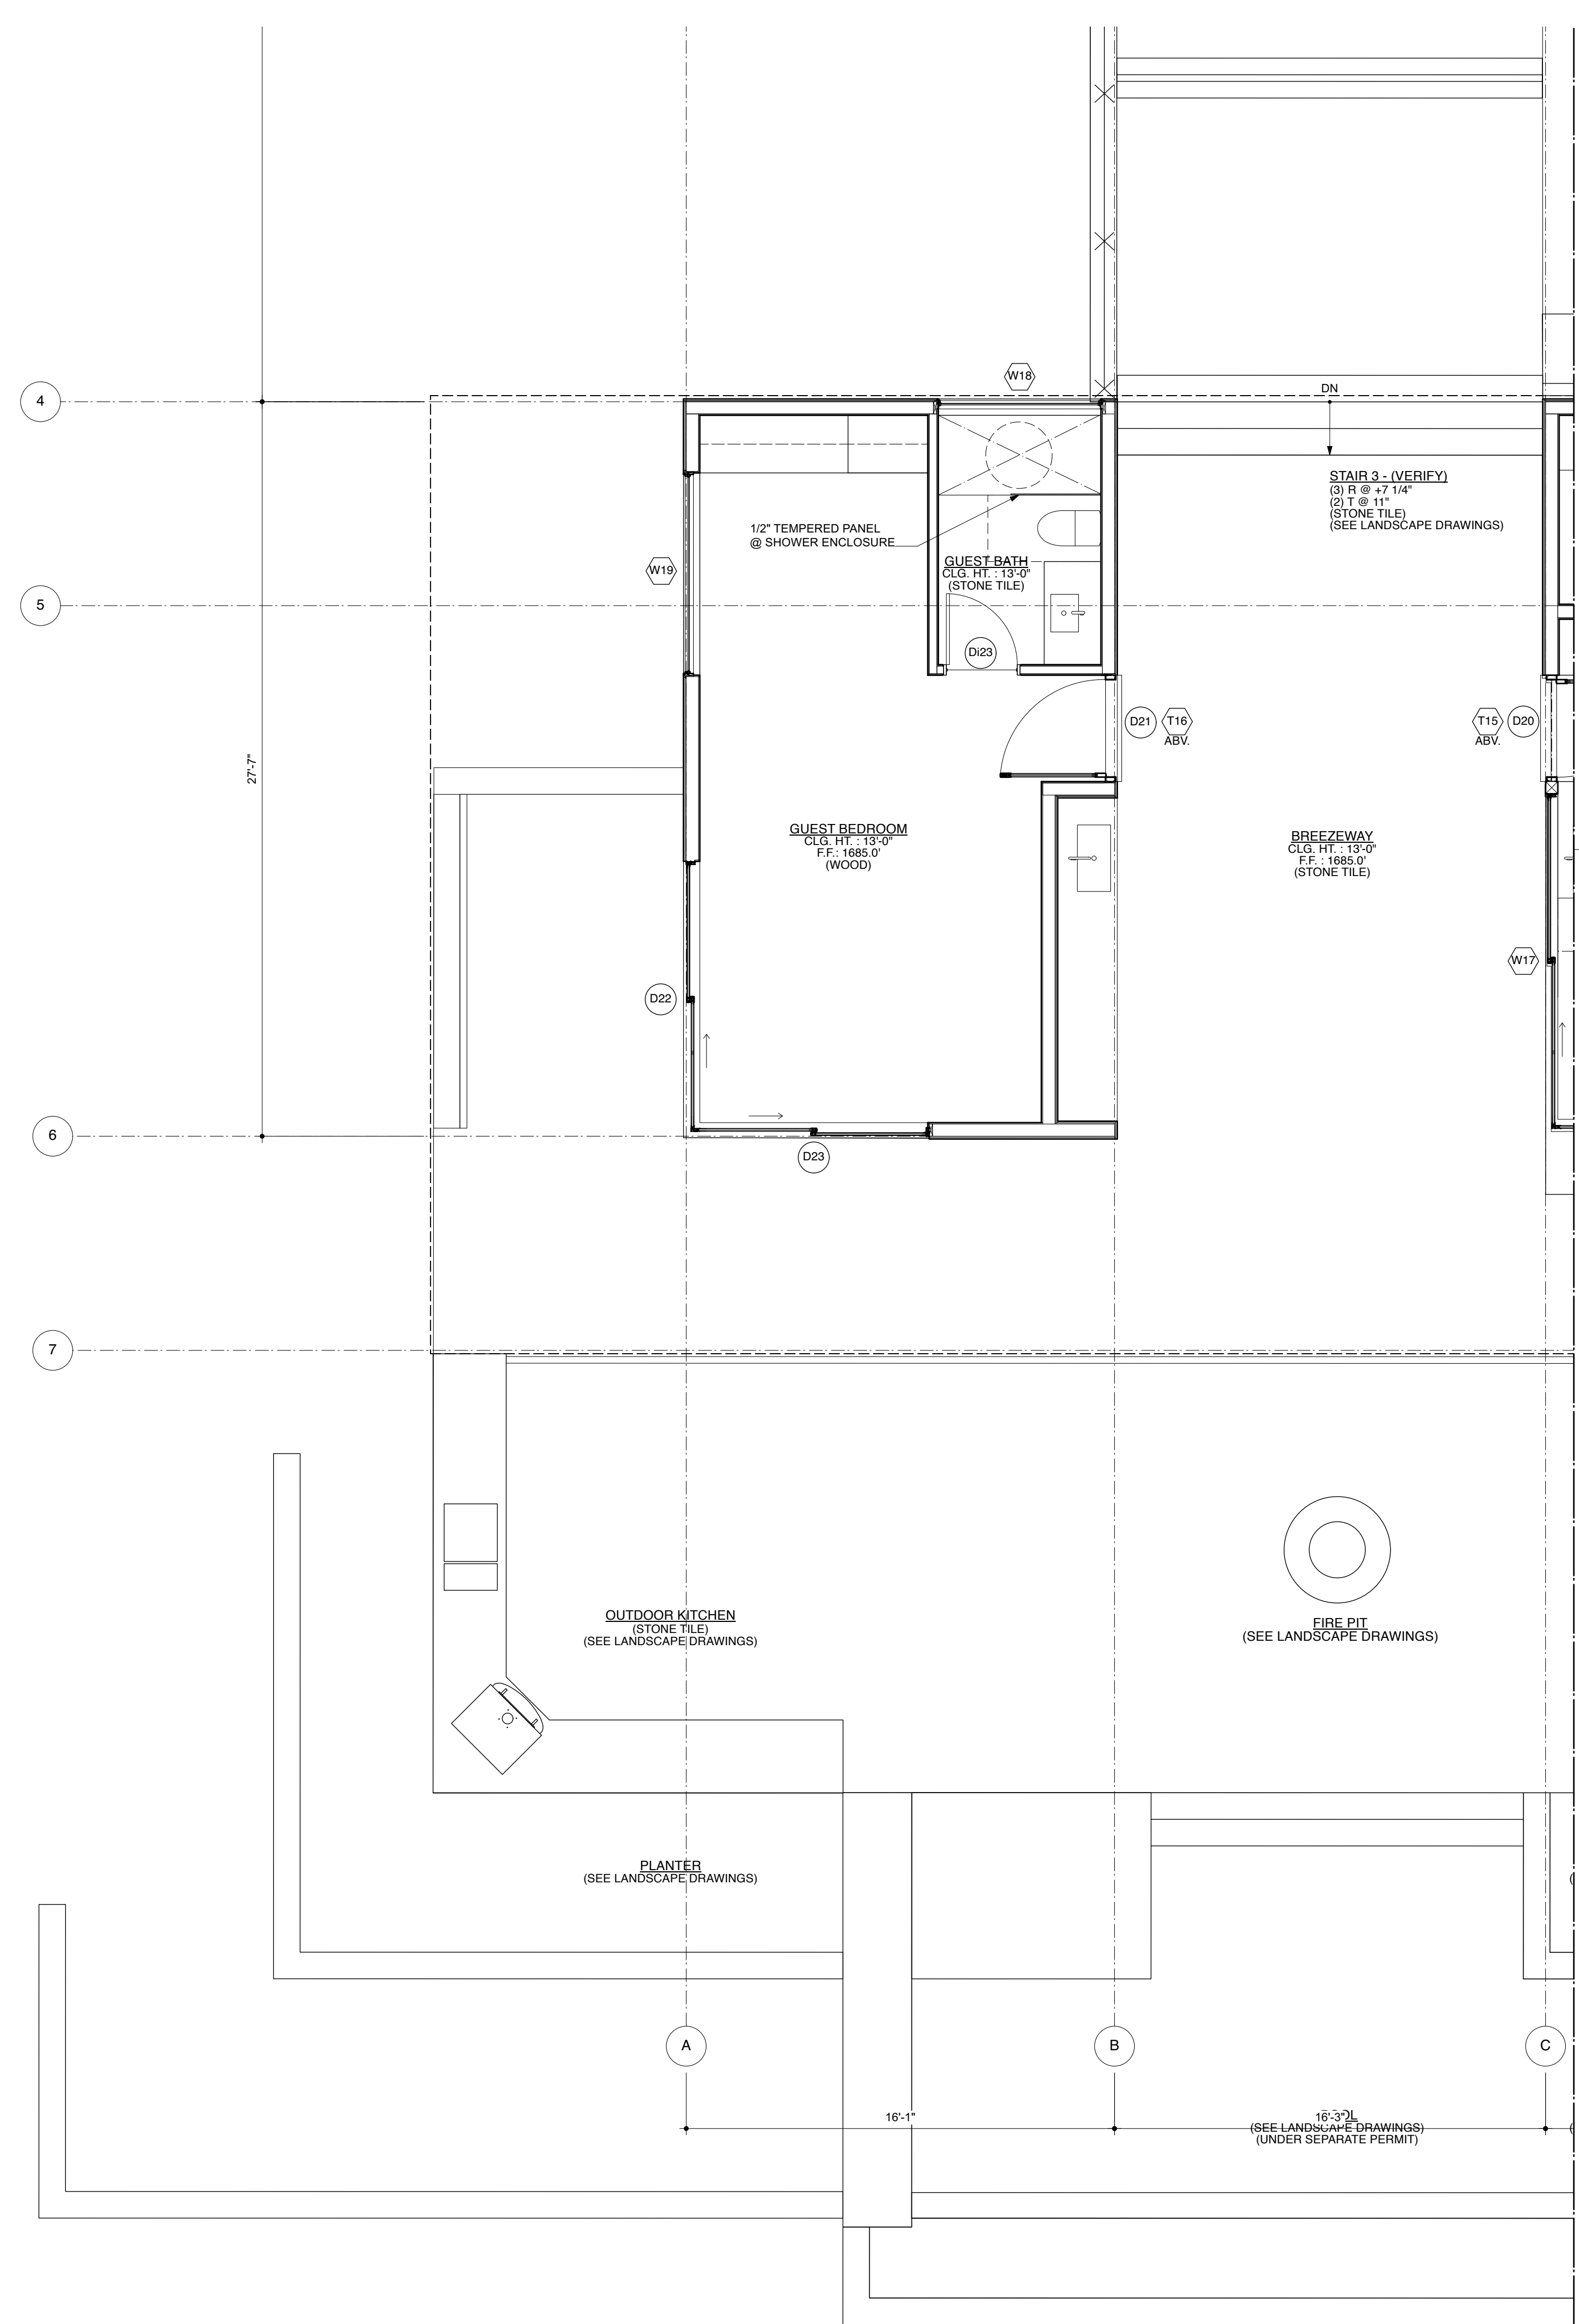 W18
4
DN
STAIR 3 - (VERIFY)
(3) R @ +7 1/4"
(2) T @ 11"
(STONE TILE)
(SEE LANDSCAPE DRAWINGS)
1/2" TEMPERED PANEL
@ SHOWER ENCLOSURE
GUEST BATH
CLG. HT. : 13'-0"
(STONE TILE)
W19
5
Di23
D21
T16
ABV.
T15
ABV.
D20
27'-7"
GUEST BEDROOM
CLG. HT. : 13'-0"
F.F.: 1685.0'
(WOOD)
BREEZEWAY
CLG. HT. : 13'-0"
F.F. : 1685.0'
(STONE TILE)
W17
D22
6
D23
7
OUTDOOR KITCHEN
(STONE TILE)
(SEE LANDSCAPE DRAWINGS)
FIRE PIT
(SEE LANDSCAPE DRAWINGS)
PLANTER
(SEE LANDSCAPE DRAWINGS)
A
B
C
16'-1"
16'-3"
(SEE LANDSCAPE DRAWINGS)
(UNDER SEPARATE PERMIT)